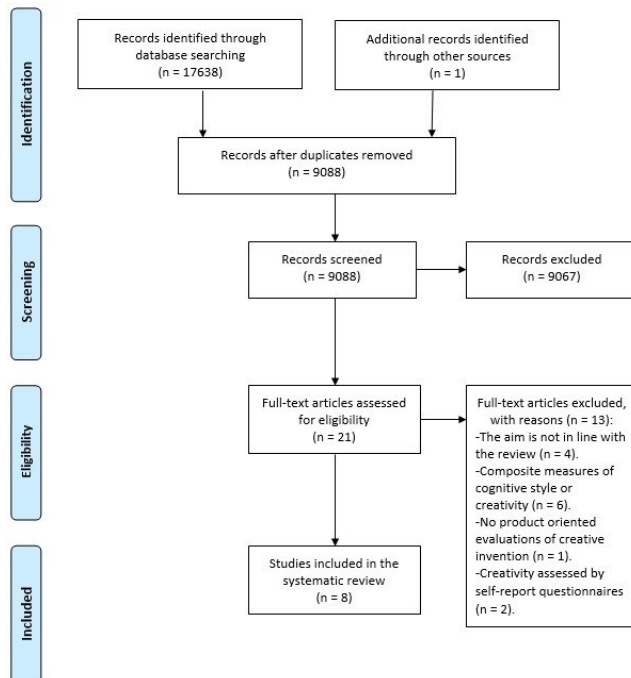 Identification
Records identified through
database searching
(n = 17638)
Additional records identified
through other sources
(n = 1)
Records after duplicates removed
(n = 9088)
Screening
Records screened
(n = 9088)
Records excluded
(n = 9067)
Eligibility
Full-text articles assessed
for eligibility
(n = 21)
Full-text articles excluded,
with reasons (n = 13):
-The aim is not in line with
the review (n = 4).
-Composite measures of
cognitive style or
creativity (n = 6).
-No product oriented
evaluations of creative
invention (n = 1).
-Creativity assessed by
self-report questionnaires
(n = 2).
Included
Studies included in the
systematic review
(n = 8)